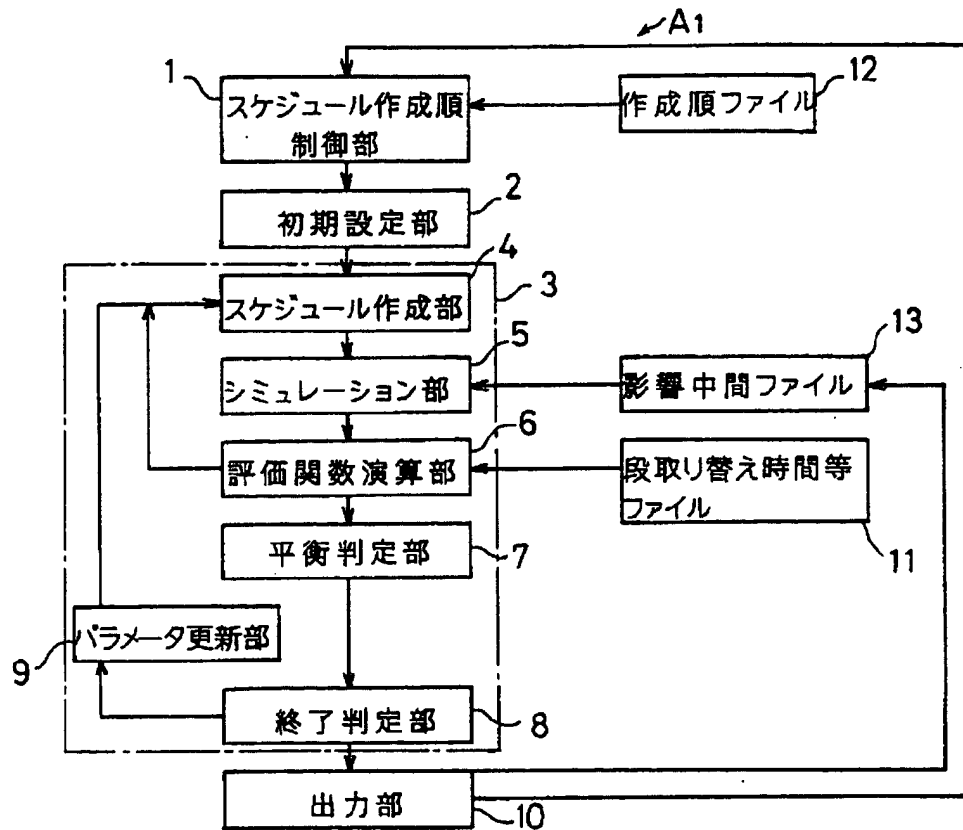 A1
1
スケジュール作成順
制御部
12
作成順ファイル
2
初期設定部
4
スケジュール作成部
3
5
シミュレーション部
13
影響中間ファイル
6
評価関数演算部
段取り替え時間等
ファイル
11
平衡判定部
7
パラメータ更新部
9
終了判定部
8
出力部
10